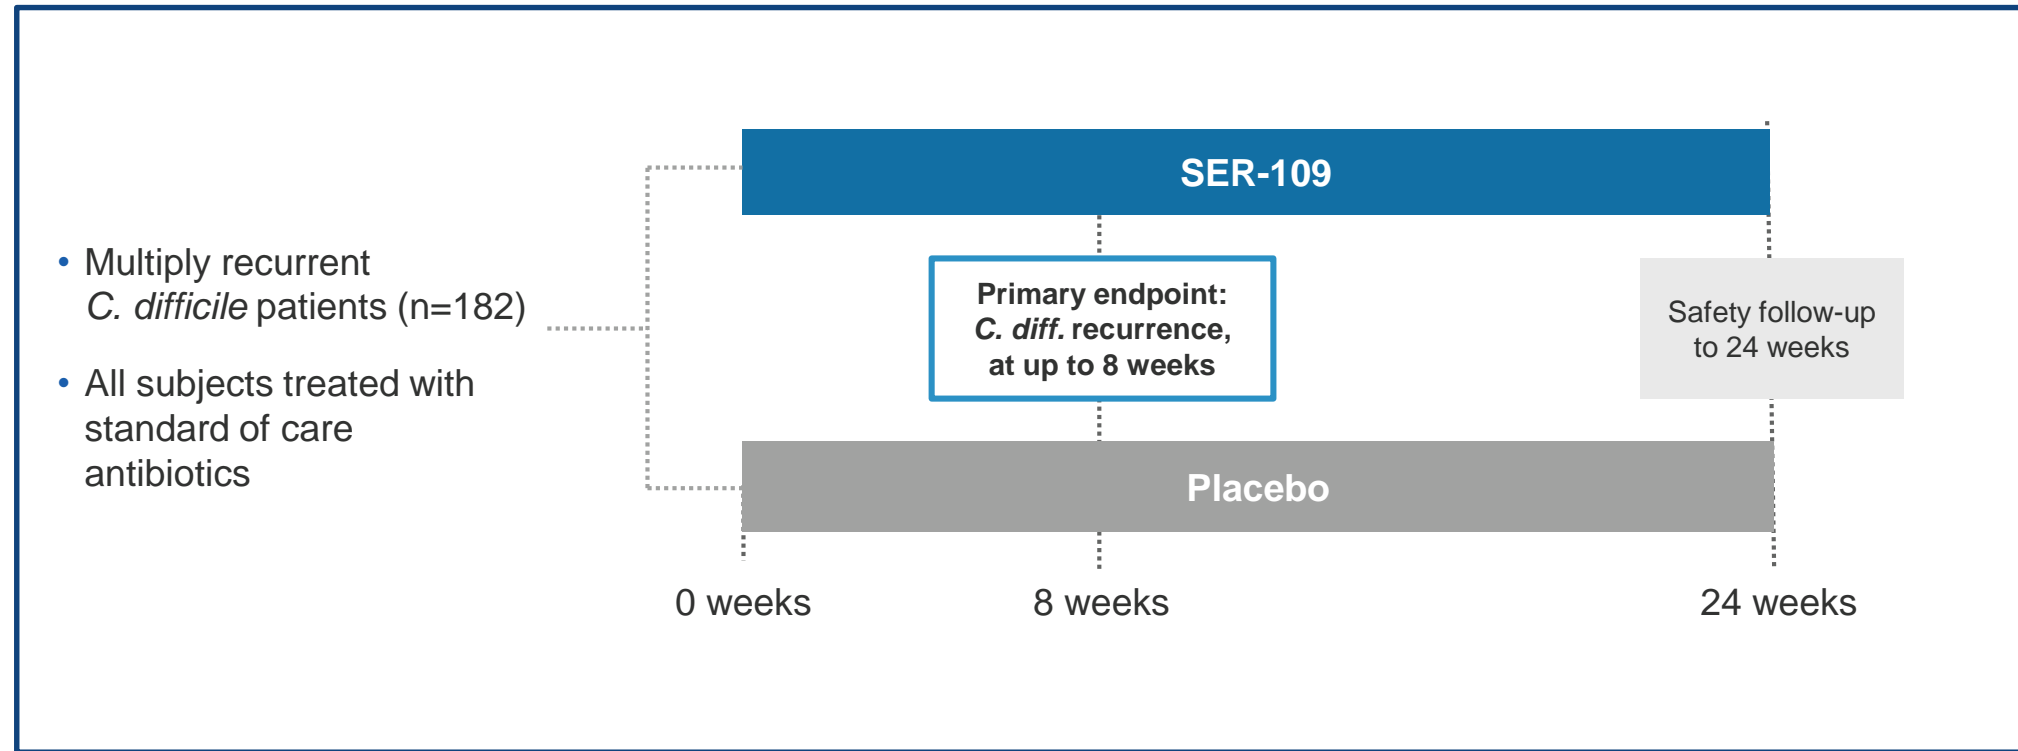 • Multiply recurrent
C. difficile patients (n=182)
• All subjects treated with
standard of care
antibiotics
SER-109
Primary endpoint:
C. diff. recurrence,
at up to 8 weeks
Safety follow-up
to 24 weeks
Placebo
0 weeks
8 weeks
24 weeks